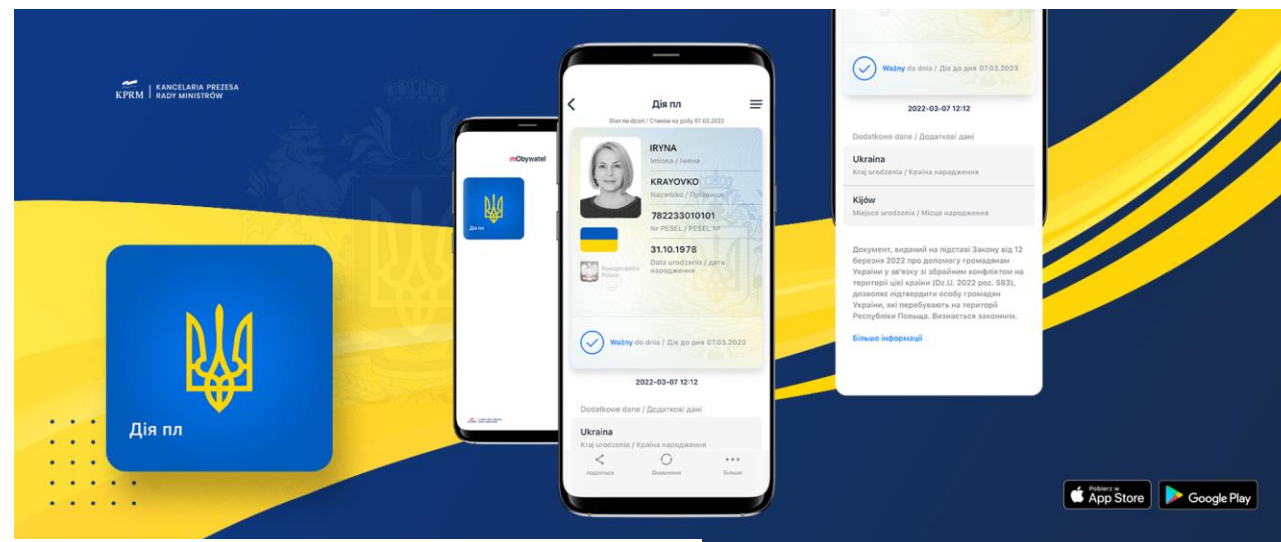 KPRM
KANCELARIA PREZESA
RADY MINISTRÓW
Дія пл
mObywatel
Дія пл
Дія пл
Stan na dzień / Станом на добу 07.03.2022
IRYNA
Imiona / Імена
KRAYOVKO
Nazwisko / Прізвище
782233010101
Nr PESEL / PESEL №
31.10.1978
Data urodzenia / дата
народження
Rzeczpospolita
Polska
Ważny do dnia / Діє до дня 07.03.2023
2022-03-07 12:12
Dodatkowe dane / Додаткові дані
Ukraina
Kraj urodzenia / Країна народження
поділться
Оновлення
Більше
Ważny do dnia / Діє до дня 07.03.2023
2022-03-07 12:12
Dodatkowe dane / Додаткові дані
Ukraina
Kraj urodzenia / Країна народження
Kijów
Miejsce urodzenia / Місце народження
Документ, виданий на підставі Закону від 12
березня 2022 про допомогу громадянам
України у зв'язку зі збройним конфліктом на
території цієї країни (Dz.U. 2022 poz. 583),
дозволяє підтвердити особу громадян
України, які перебувають на території
Республіки Польща. Визнається законним.
Більше інформації
Pobierz w
App Store
Google Play